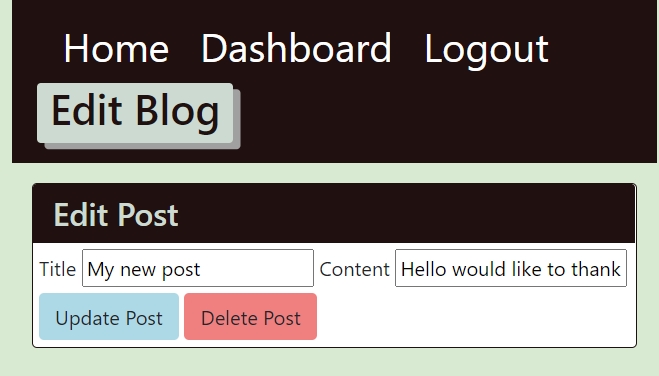 Home Dashboard Logout
Edit Blog
Edit Post
Title My new post Content Hello would like to thank
Update Post Delete Post